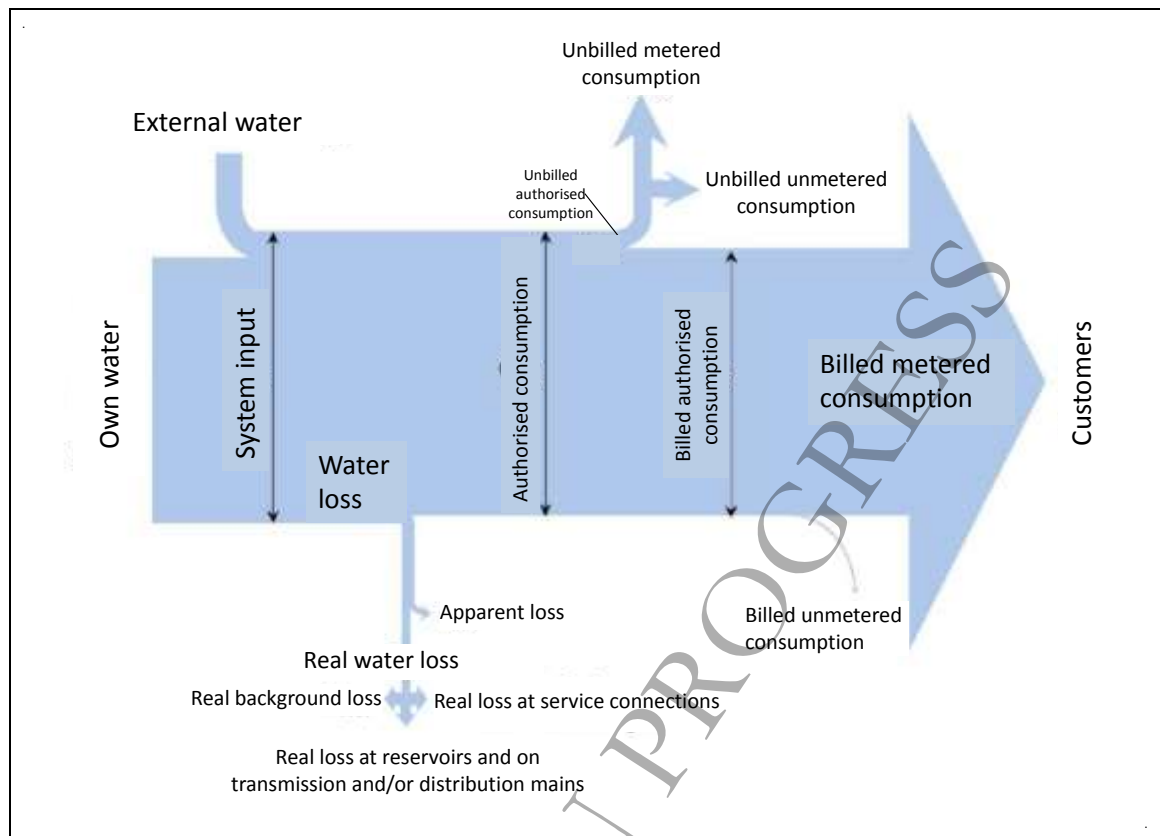 Unbilled metered
consumption
External water
Unbilled
authorised
consumption
Unbilled unmetered
consumption
Own water
System input
Water
loss
Authorised consumption
Billed authorised
consumption
Billed metered
consumption
Customers
Apparent loss
Billed unmetered
consumption
Real water loss
Real background loss
Real loss at service connections
Real loss at reservoirs and on
transmission and/or distribution mains
PROGRESS